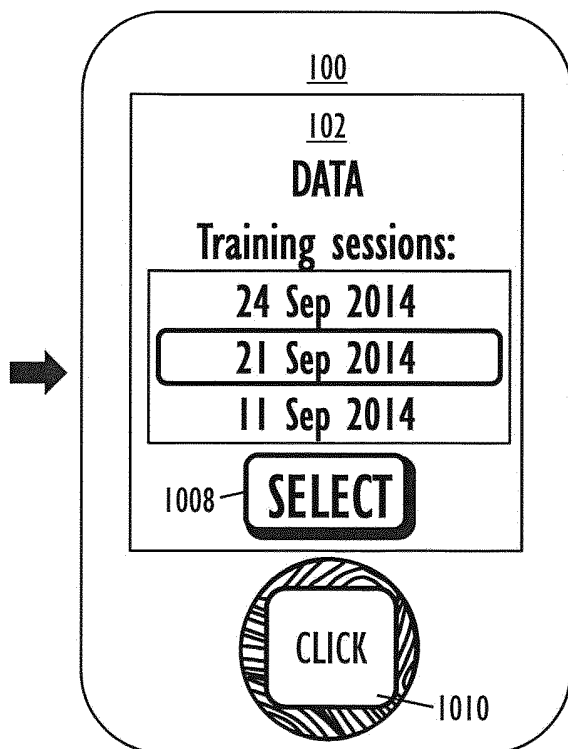 100
102
DATA
Training sessions:
24 Sep 2014
21 Sep 2014
11 Sep 2014
1008
SELECT
CLICK
1010